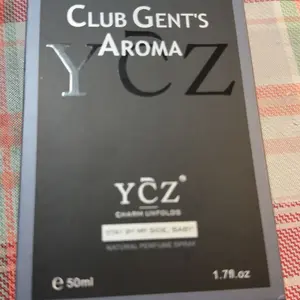 CLUB GENT'S
AROMA
YCZ
YCZ®
CHARM UNFOLDS
STAY BY MY SIDE, BABY
NATURAL PERFUME SPRAY
e 50ml
1.7fl.oz